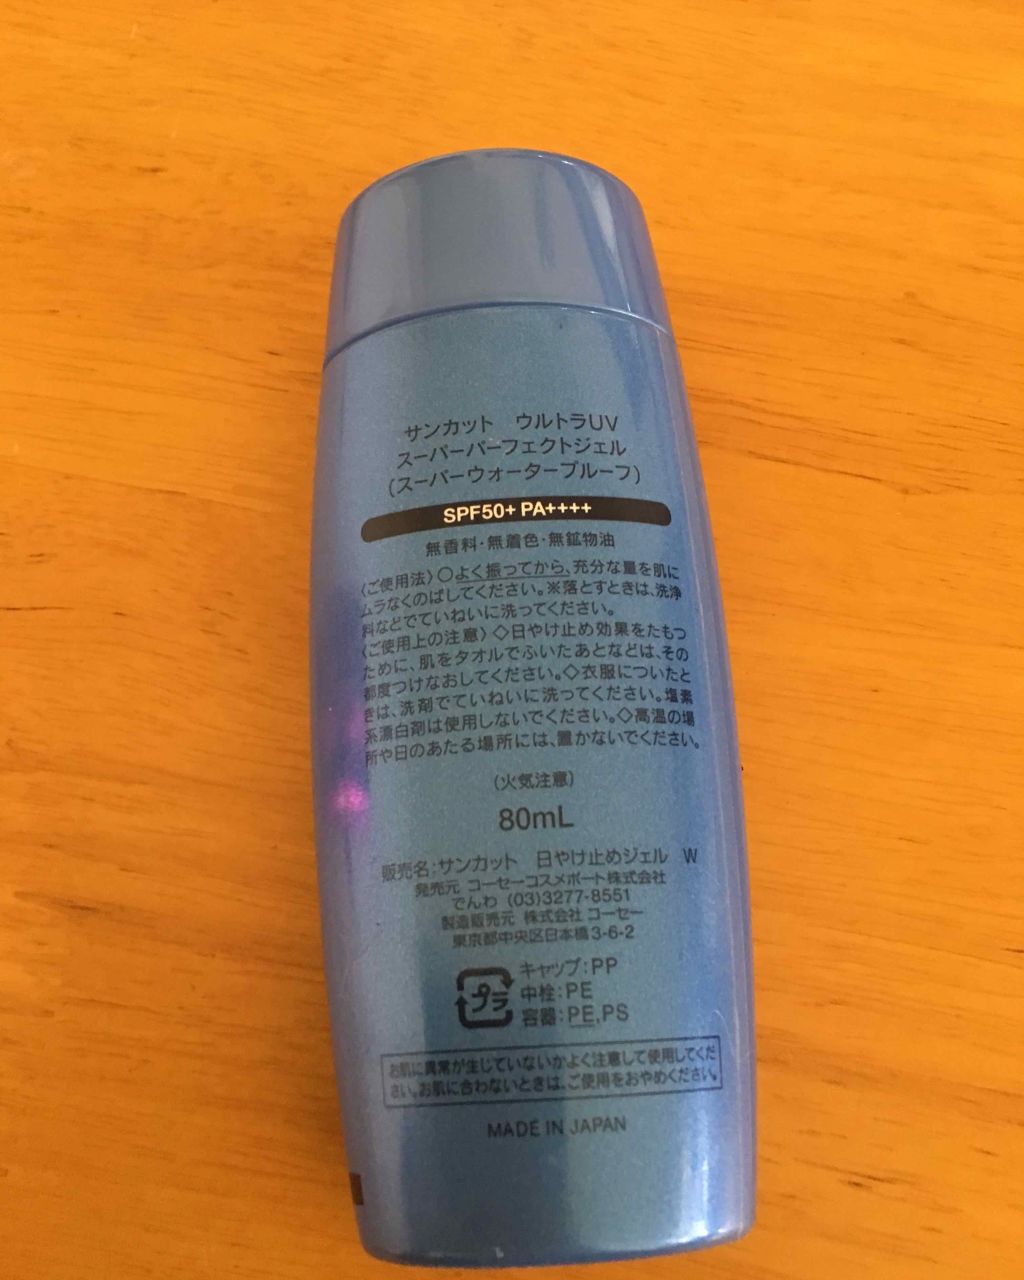 サンカット　ウルトラUV
スーパーパーフェクトジェル
(スーパーウォータープルーフ)
SPF50+ PA++++
無香料・無着色・無鉱物油
〈ご使用法〉○よく振ってから、充分な量を肌に
ムラなくのばしてください。※落とすときは、洗浄
料などでていねいに洗ってください。
〈ご使用上の注意〉◇日やけ止め効果をたもつ
ために、肌をタオルでふいたあとなどは、その
都度つけなおしてください。◇衣服についたと
きは、洗剤でていねいに洗ってください。塩素
系漂白剤は使用しないでください。◇高温の場
所や日のあたる場所には、置かないでください。
(火気注意)
80mL
販売名:サンカット　日やけ止めジェル　W
発売元 コーセーコスメポート株式会社
でんわ (03)3277-8551
製造販売元 株式会社 コーセー
東京都中央区日本橋3-6-2
プラ
キャップ:PP
中栓:PE
容器:PE,PS
お肌に異常が生じていないかよく注意して使用してくだ
さい。お肌に合わないときは、ご使用をおやめください。
MADE IN JAPAN